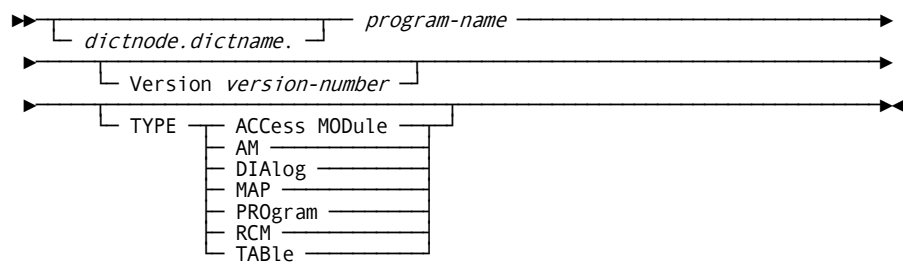 program-name
dictnode.dictname.
Version version-number
TYPE ACCess MODule
AM
DIAlog
MAP
PROgram
RCM
TABle